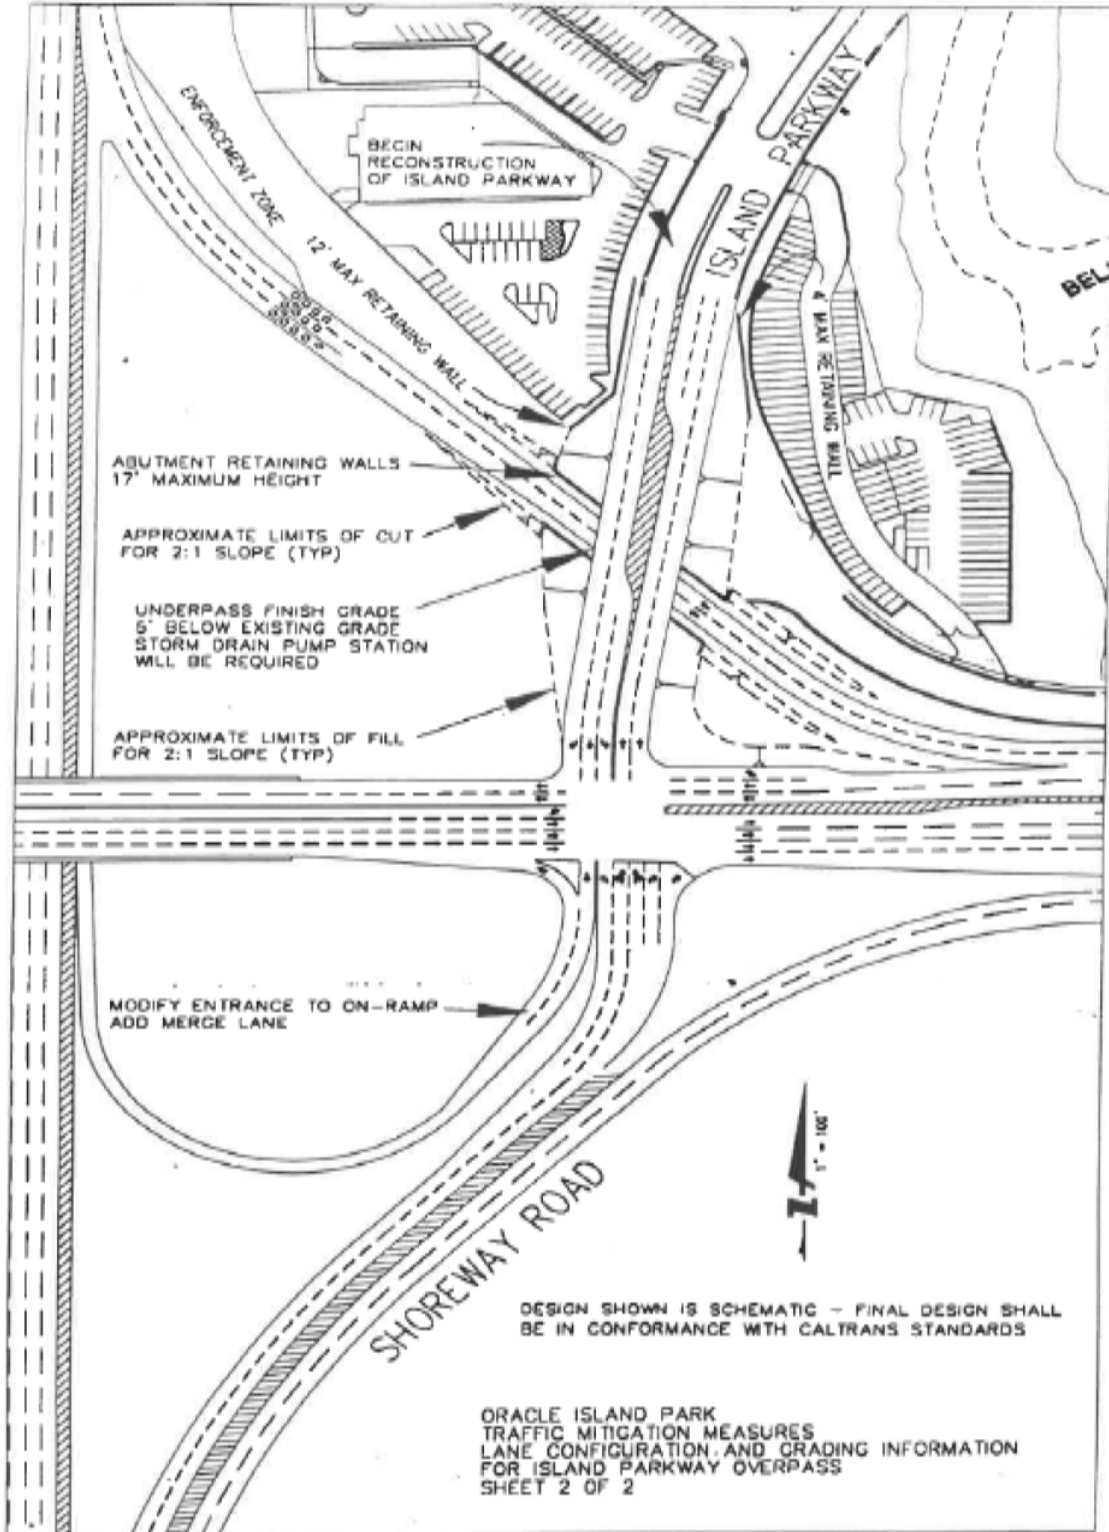 ISLAND PARKWAY
ENFORCEMENT ZONE
BEGIN
RECONSTRUCTION
OF ISLAND PARKWAY
12' MAX RETAINING WALL
4' MAX RETAINING WALL
ABUTMENT RETAINING WALLS
17' MAXIMUM HEIGHT
APPROXIMATE LIMITS OF CUT
FOR 2:1 SLOPE (TYP)
UNDERPASS FINISH GRADE
5' BELOW EXISTING GRADE
STORM DRAIN PUMP STATION
WILL BE REQUIRED
APPROXIMATE LIMITS OF FILL
FOR 2:1 SLOPE (TYP)
MODIFY ENTRANCE TO ON-RAMP
ADD MERGE LANE
1" = 100'
SHOREWAY ROAD
DESIGN SHOWN IS SCHEMATIC - FINAL DESIGN SHALL
BE IN CONFORMANCE WITH CALTRANS STANDARDS
ORACLE ISLAND PARK
TRAFFIC MITIGATION MEASURES
LANE CONFIGURATION AND GRADING INFORMATION
FOR ISLAND PARKWAY OVERPASS
SHEET 2 OF 2